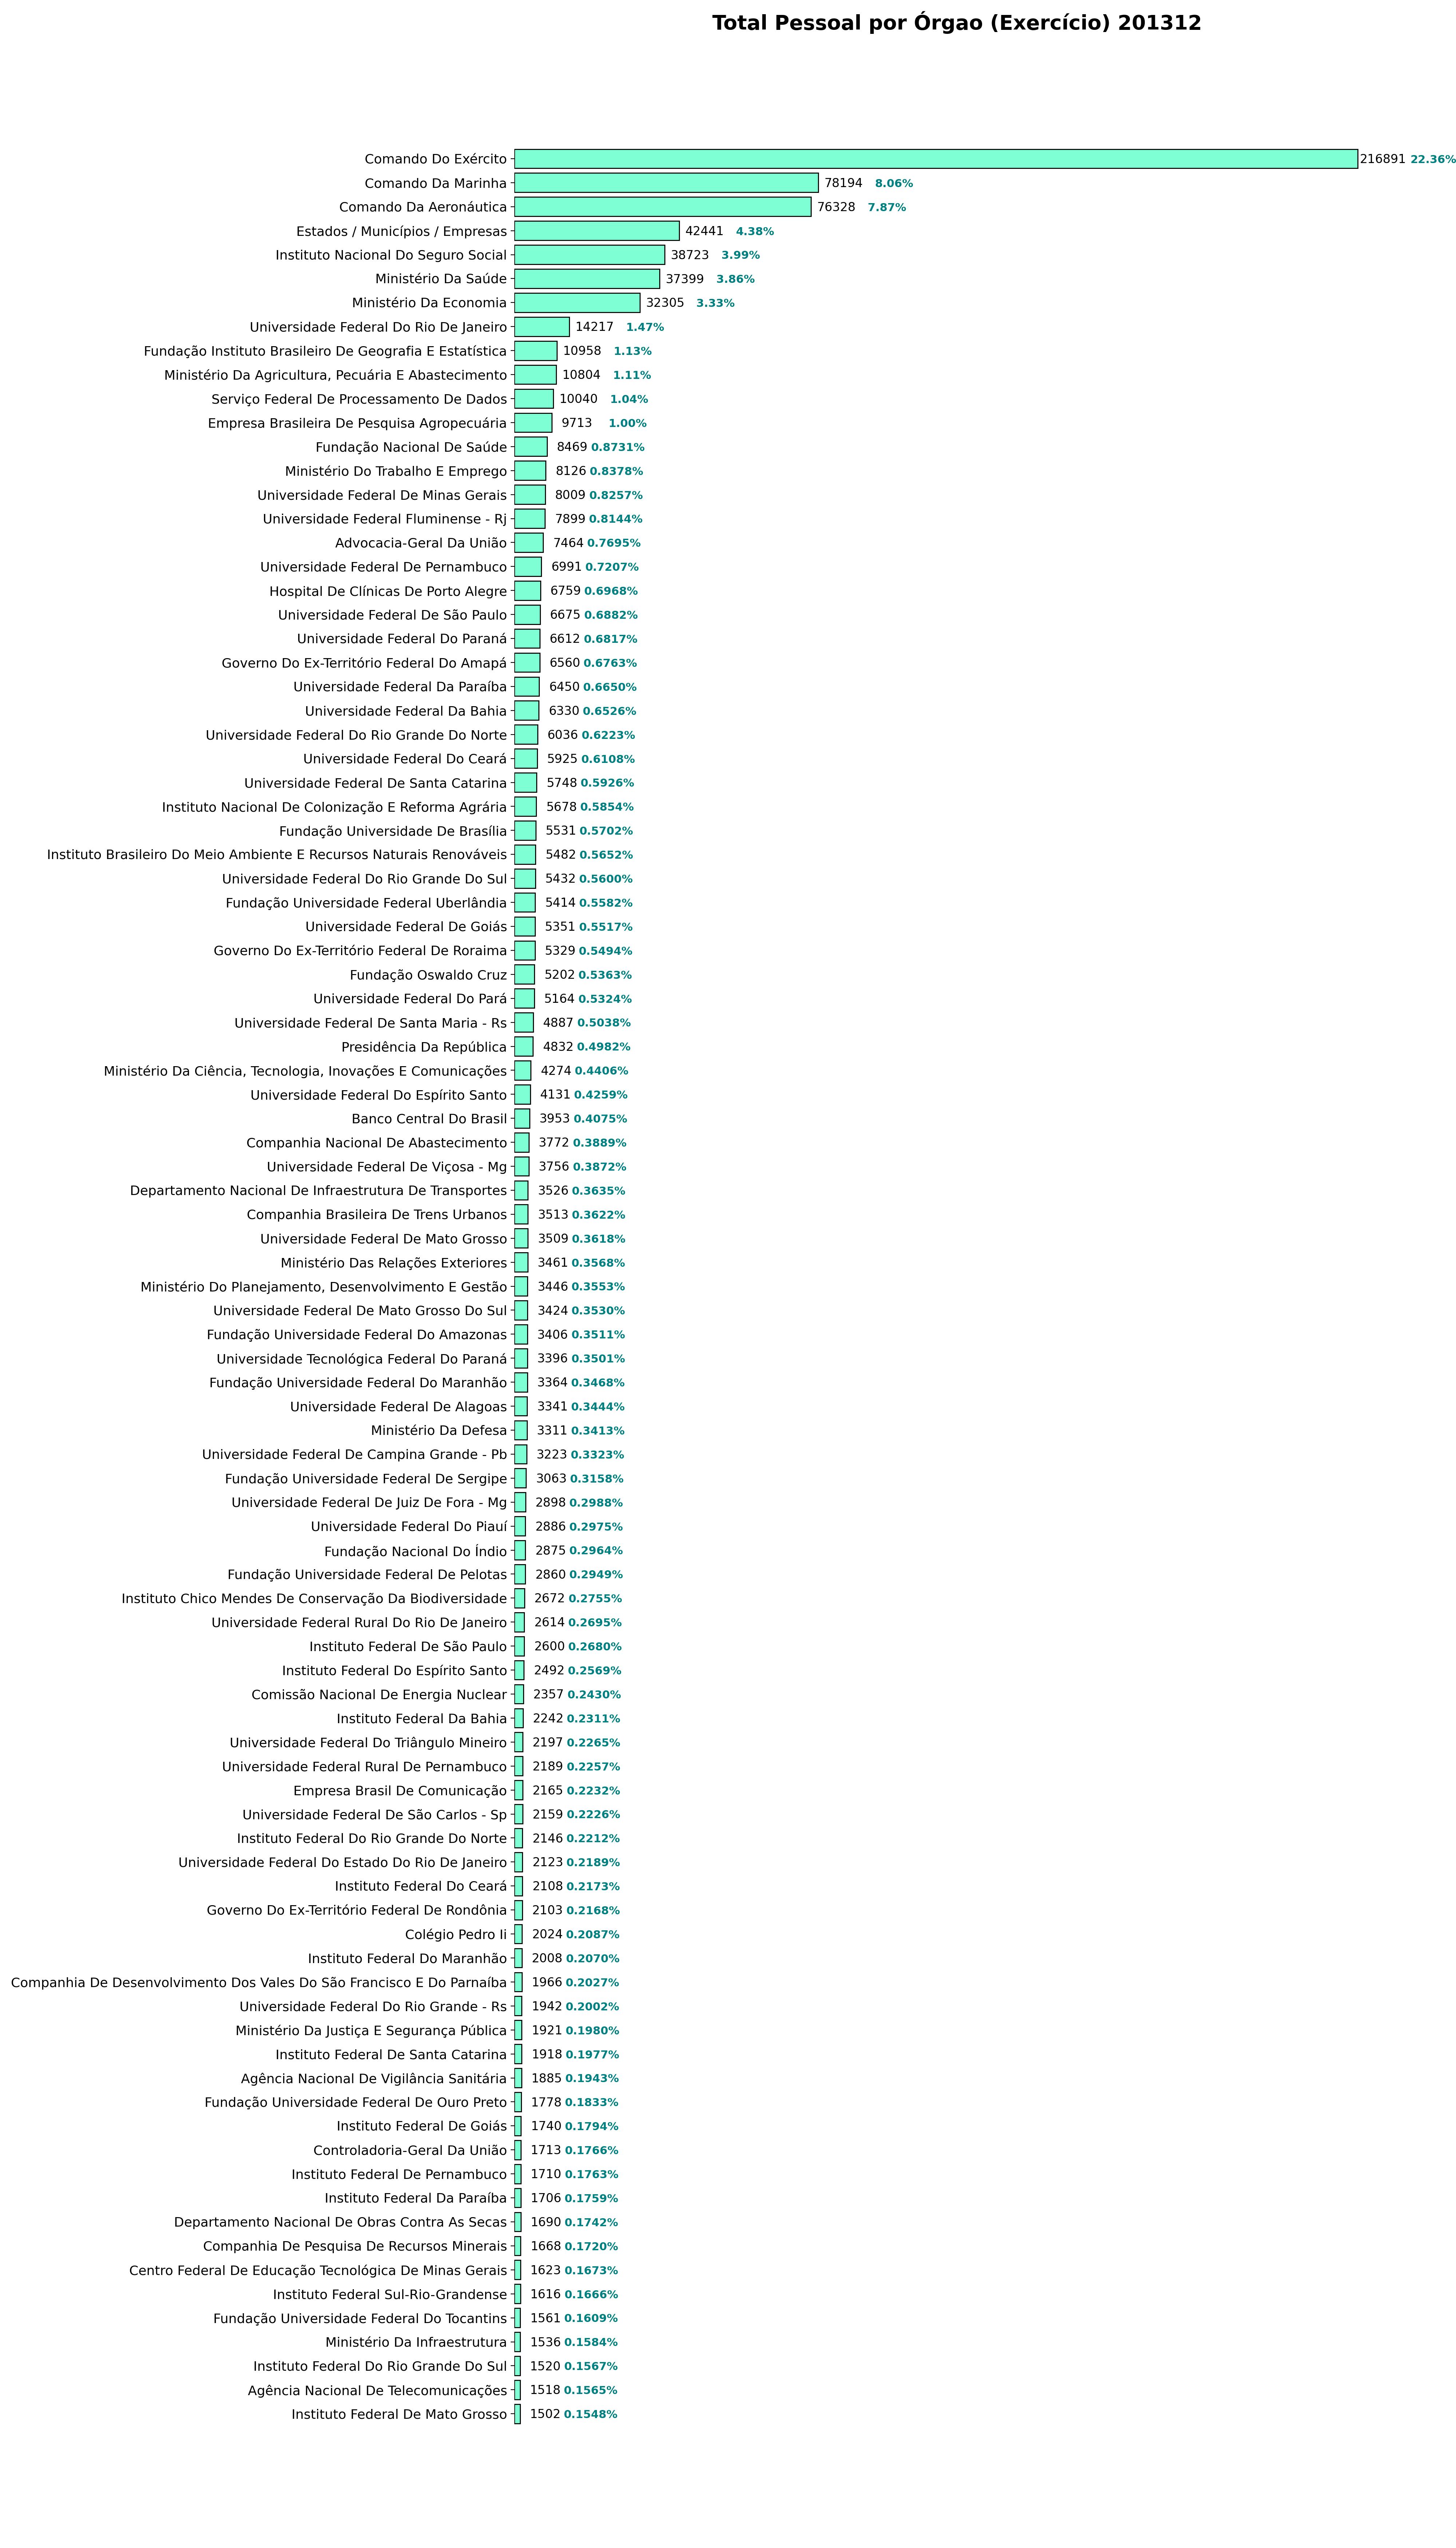 Total Pessoal por Órgao (Exercício) 201312
Comando Do Exército 216891 22.36%
Comando Da Marinha 78194 8.06%
Comando Da Aeronáutica 76328 7.87%
Estados / Municípios / Empresas 42441 4.38%
Instituto Nacional Do Seguro Social 38723 3.99%
Ministério Da Saúde 37399 3.86%
Ministério Da Economia 32305 3.33%
Universidade Federal Do Rio De Janeiro 14217 1.47%
Fundação Instituto Brasileiro De Geografia E Estatística 10958 1.13%
Ministério Da Agricultura, Pecuária E Abastecimento 10804 1.11%
Serviço Federal De Processamento De Dados 10040 1.04%
Empresa Brasileira De Pesquisa Agropecuária 9713 1.00%
Fundação Nacional De Saúde 8469 0.8731%
Ministério Do Trabalho E Emprego 8126 0.8378%
Universidade Federal De Minas Gerais 8009 0.8257%
Universidade Federal Fluminense - Rj 7899 0.8144%
Advocacia-Geral Da União 7464 0.7695%
Universidade Federal De Pernambuco 6991 0.7207%
Hospital De Clínicas De Porto Alegre 6759 0.6968%
Universidade Federal De São Paulo 6675 0.6882%
Universidade Federal Do Paraná 6612 0.6817%
Governo Do Ex-Território Federal Do Amapá 6560 0.6763%
Universidade Federal Da Paraíba 6450 0.6650%
Universidade Federal Da Bahia 6330 0.6526%
Universidade Federal Do Rio Grande Do Norte 6036 0.6223%
Universidade Federal Do Ceará 5925 0.6108%
Universidade Federal De Santa Catarina 5748 0.5926%
Instituto Nacional De Colonização E Reforma Agrária 5678 0.5854%
Fundação Universidade De Brasília 5531 0.5702%
Instituto Brasileiro Do Meio Ambiente E Recursos Naturais Renováveis 5482 0.5652%
Universidade Federal Do Rio Grande Do Sul 5432 0.5600%
Fundação Universidade Federal Uberlândia 5414 0.5582%
Universidade Federal De Goiás 5351 0.5517%
Governo Do Ex-Território Federal De Roraima 5329 0.5494%
Fundação Oswaldo Cruz 5202 0.5363%
Universidade Federal Do Pará 5164 0.5324%
Universidade Federal De Santa Maria - Rs 4887 0.5038%
Presidência Da República 4832 0.4982%
Ministério Da Ciência, Tecnologia, Inovações E Comunicações 4274 0.4406%
Universidade Federal Do Espírito Santo 4131 0.4259%
Banco Central Do Brasil 3953 0.4075%
Companhia Nacional De Abastecimento 3772 0.3889%
Universidade Federal De Viçosa - Mg 3756 0.3872%
Departamento Nacional De Infraestrutura De Transportes 3526 0.3635%
Companhia Brasileira De Trens Urbanos 3513 0.3622%
Universidade Federal De Mato Grosso 3509 0.3618%
Ministério Das Relações Exteriores 3461 0.3568%
Ministério Do Planejamento, Desenvolvimento E Gestão 3446 0.3553%
Universidade Federal De Mato Grosso Do Sul 3424 0.3530%
Fundação Universidade Federal Do Amazonas 3406 0.3511%
Universidade Tecnológica Federal Do Paraná 3396 0.3501%
Fundação Universidade Federal Do Maranhão 3364 0.3468%
Universidade Federal De Alagoas 3341 0.3444%
Ministério Da Defesa 3311 0.3413%
Universidade Federal De Campina Grande - Pb 3223 0.3323%
Fundação Universidade Federal De Sergipe 3063 0.3158%
Universidade Federal De Juiz De Fora - Mg 2898 0.2988%
Universidade Federal Do Piauí 2886 0.2975%
Fundação Nacional Do Índio 2875 0.2964%
Fundação Universidade Federal De Pelotas 2860 0.2949%
Instituto Chico Mendes De Conservação Da Biodiversidade 2672 0.2755%
Universidade Federal Rural Do Rio De Janeiro 2614 0.2695%
Instituto Federal De São Paulo 2600 0.2680%
Instituto Federal Do Espírito Santo 2492 0.2569%
Comissão Nacional De Energia Nuclear 2357 0.2430%
Instituto Federal Da Bahia 2242 0.2311%
Universidade Federal Do Triângulo Mineiro 2197 0.2265%
Universidade Federal Rural De Pernambuco 2189 0.2257%
Empresa Brasil De Comunicação 2165 0.2232%
Universidade Federal De São Carlos - Sp 2159 0.2226%
Instituto Federal Do Rio Grande Do Norte 2146 0.2212%
Universidade Federal Do Estado Do Rio De Janeiro 2123 0.2189%
Instituto Federal Do Ceará 2108 0.2173%
Governo Do Ex-Território Federal De Rondônia 2103 0.2168%
Colégio Pedro Ii 2024 0.2087%
Instituto Federal Do Maranhão 2008 0.2070%
Companhia De Desenvolvimento Dos Vales Do São Francisco E Do Parnaíba 1966 0.2027%
Universidade Federal Do Rio Grande - Rs 1942 0.2002%
Ministério Da Justiça E Segurança Pública 1921 0.1980%
Instituto Federal De Santa Catarina 1918 0.1977%
Agência Nacional De Vigilância Sanitária 1885 0.1943%
Fundação Universidade Federal De Ouro Preto 1778 0.1833%
Instituto Federal De Goiás 1740 0.1794%
Controladoria-Geral Da União 1713 0.1766%
Instituto Federal De Pernambuco 1710 0.1763%
Instituto Federal Da Paraíba 1706 0.1759%
Departamento Nacional De Obras Contra As Secas 1690 0.1742%
Companhia De Pesquisa De Recursos Minerais 1668 0.1720%
Centro Federal De Educação Tecnológica De Minas Gerais 1623 0.1673%
Instituto Federal Sul-Rio-Grandense 1616 0.1666%
Fundação Universidade Federal Do Tocantins 1561 0.1609%
Ministério Da Infraestrutura 1536 0.1584%
Instituto Federal Do Rio Grande Do Sul 1520 0.1567%
Agência Nacional De Telecomunicações 1518 0.1565%
Instituto Federal De Mato Grosso 1502 0.1548%